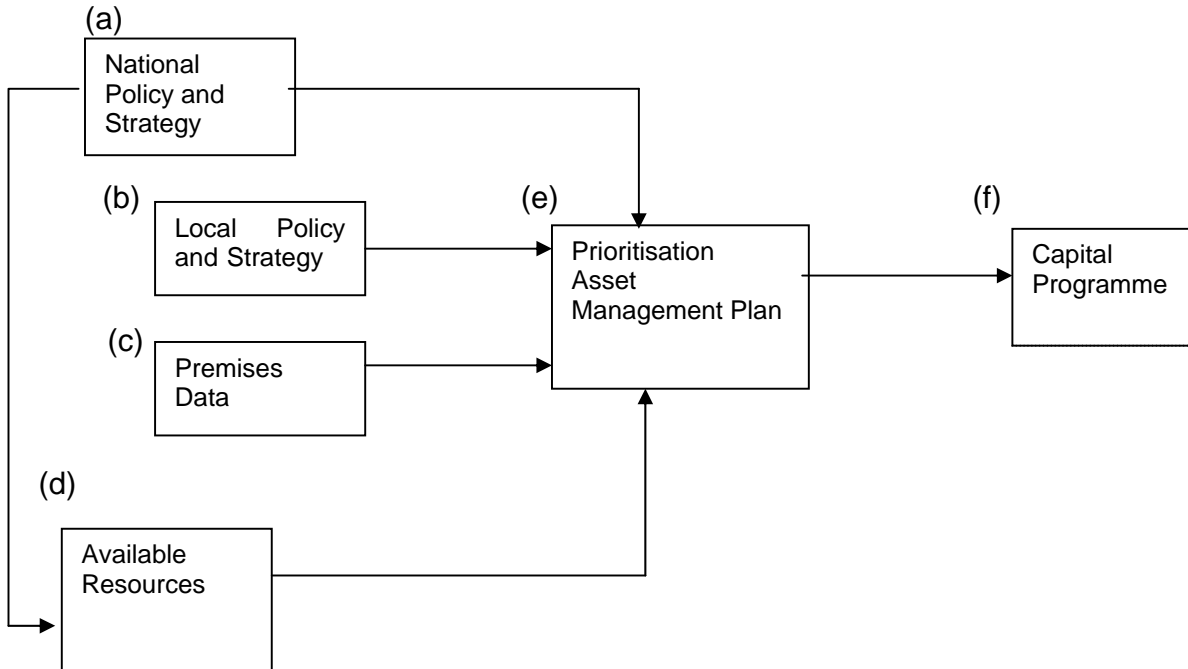 (a)
National
Policy and
Strategy
(b)
Local Policy
and Strategy
(c)
Premises
Data
(d)
Available
Resources
(e)
Prioritisation
Asset
Management Plan
(f)
Capital
Programme